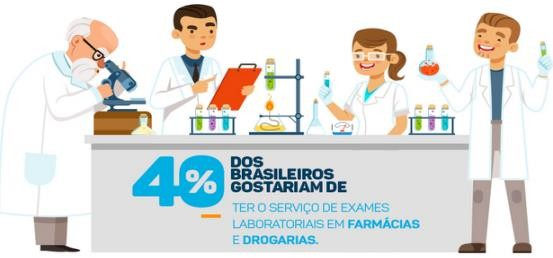 40%
DOS
BRASILEIROS
GOSTARIAM DE
TER O SERVIÇO DE EXAMES
LABORATORIAIS EM FARMÁCIAS
E DROGARIAS.